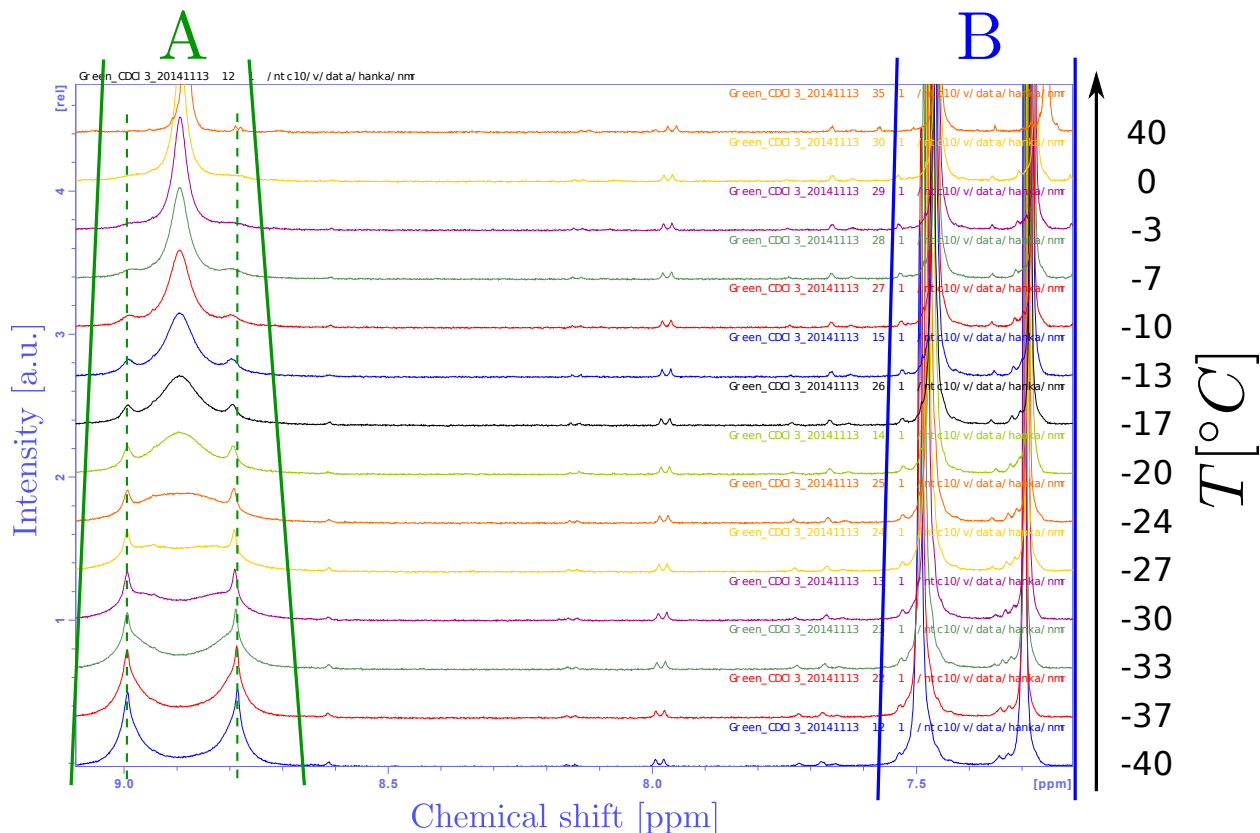 A
B
Green_CDCl3_20141113 12 1 /ntc10/v/data/hanka/nmr
[rel]
Green_CDCl3_20141113 35 1 /ntc10/v/data/hanka/nmr
40
Green_CDCl3_20141113 30 1 /ntc10/v/data/hanka/nmr
0
4
Green_CDCl3_20141113 29 1 /ntc10/v/data/hanka/nmr
-3
Green_CDCl3_20141113 28 1 /ntc10/v/data/hanka/nmr
-7
Green_CDCl3_20141113 27 1 /ntc10/v/data/hanka/nmr
-10
3
Green_CDCl3_20141113 15 1 /ntc10/v/data/hanka/nmr
-13
Green_CDCl3_20141113 26 1 /ntc10/v/data/hanka/nmr
-17
Green_CDCl3_20141113 14 1 /ntc10/v/data/hanka/nmr
-20
2
Green_CDCl3_20141113 25 1 /ntc10/v/data/hanka/nmr
-24
Green_CDCl3_20141113 24 1 /ntc10/v/data/hanka/nmr
-27
Green_CDCl3_20141113 13 1 /ntc10/v/data/hanka/nmr
-30
1
Green_CDCl3_20141113 23 1 /ntc10/v/data/hanka/nmr
-33
Green_CDCl3_20141113 22 1 /ntc10/v/data/hanka/nmr
-37
Green_CDCl3_20141113 12 1 /ntc10/v/data/hanka/nmr
-40
Intensity [a.u.]
T[°C]
9.0 8.5 8.0 7.5 [ppm]
Chemical shift [ppm]